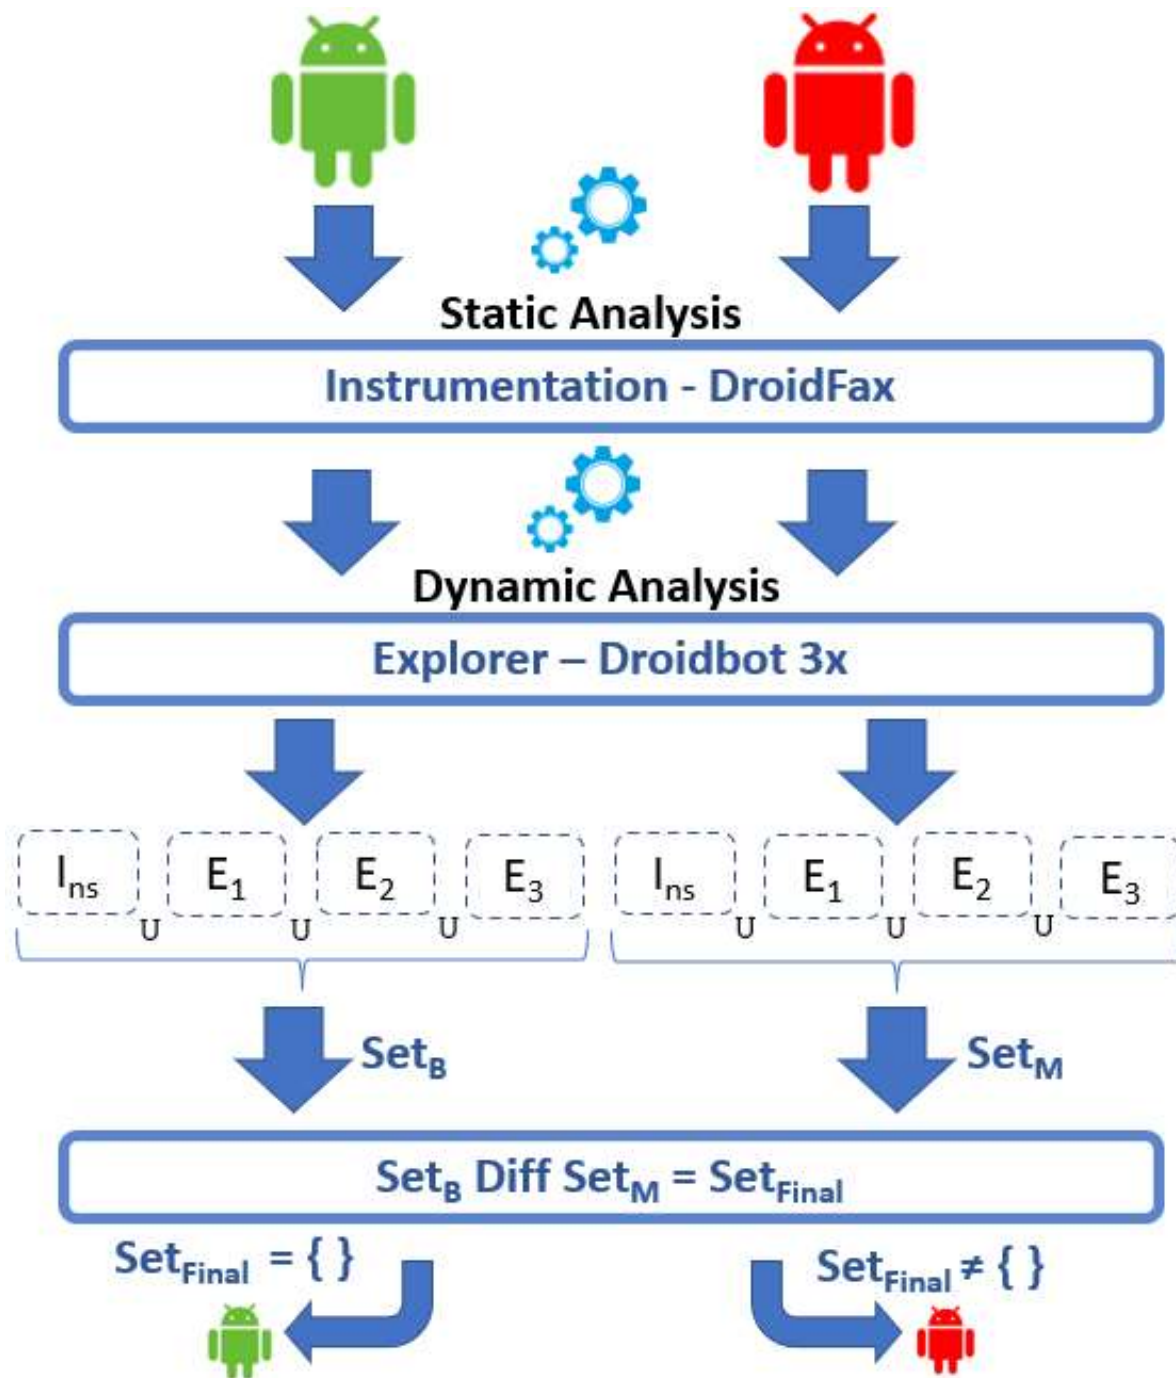 Static Analysis
Instrumentation - DroidFax
Dynamic Analysis
Explorer – Droidbot 3x
Ins E1 E2 E3 Ins E1 E2 E3
U U U U U U
SetB SetM
SetB Diff SetM = SetFinal
SetFinal = { } SetFinal ≠ { }